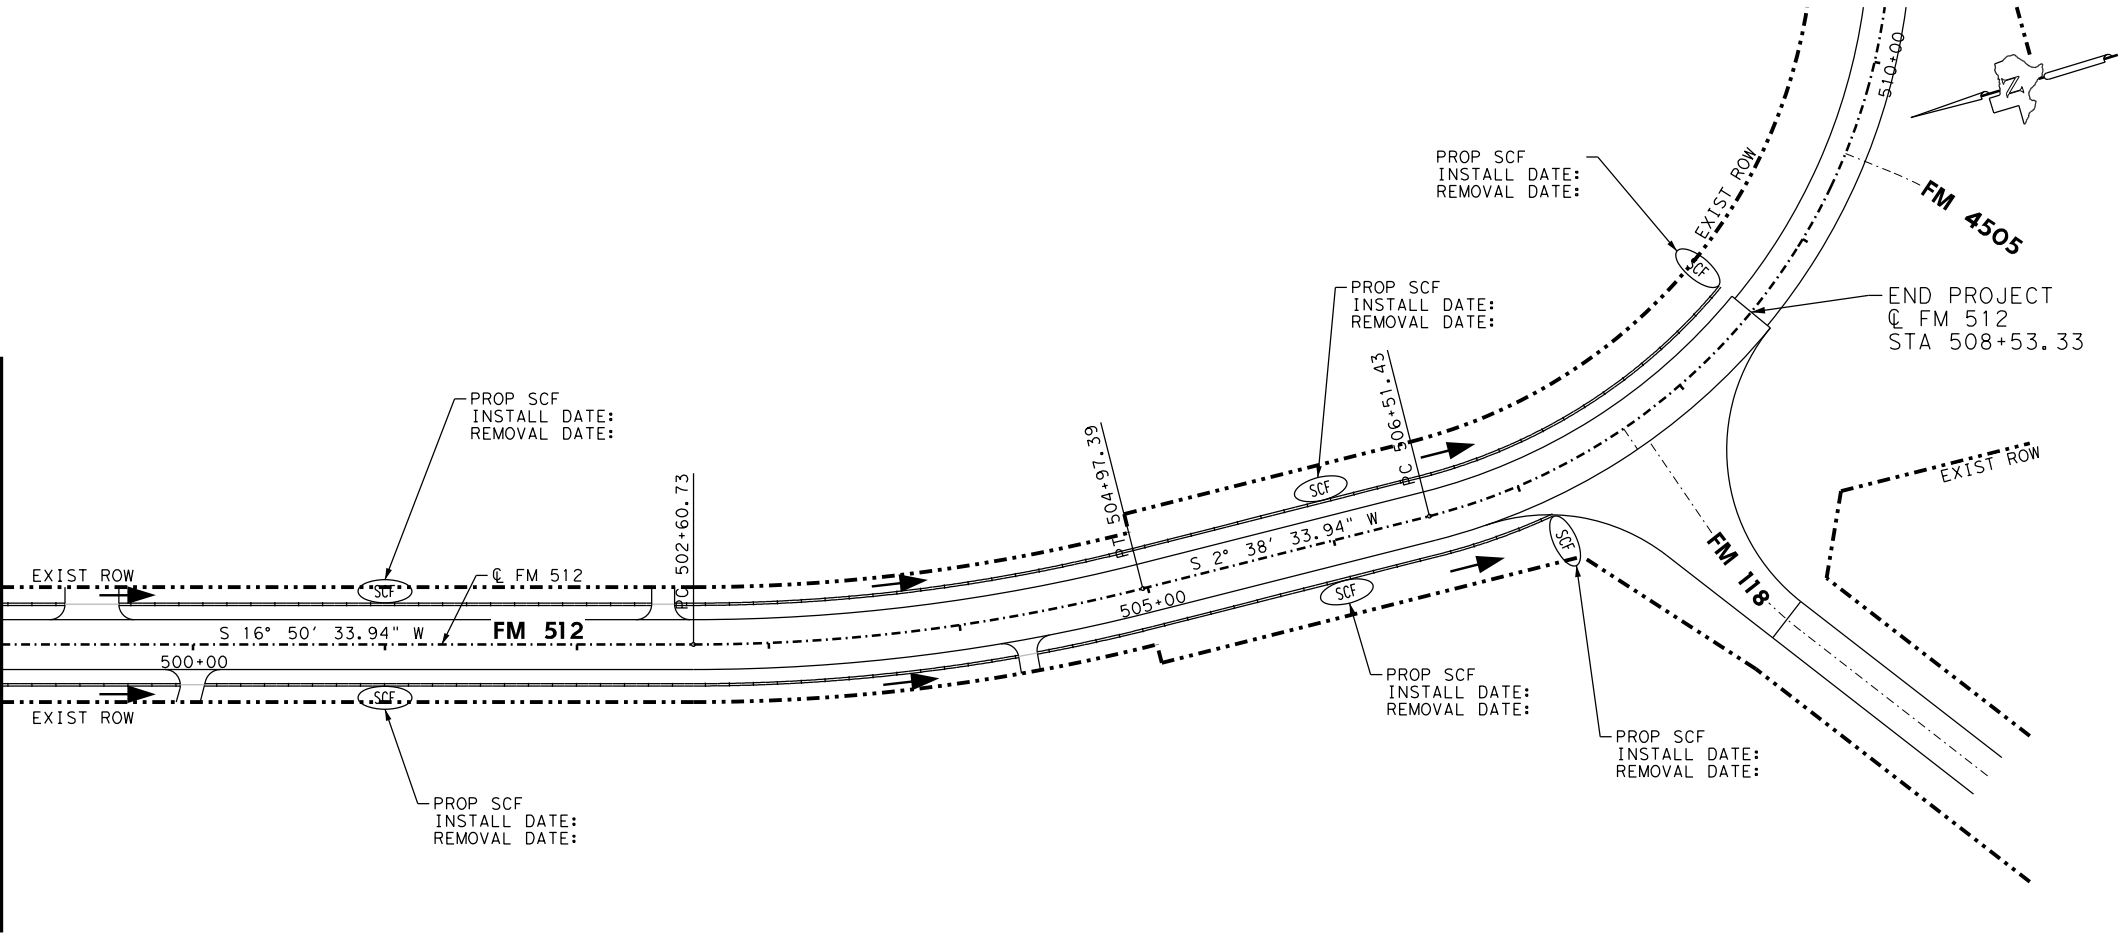 510+00
N
PROP SCF
INSTALL DATE:
REMOVAL DATE:
EXIST ROW
FM 4505
SCF
PROP SCF
INSTALL DATE:
REMOVAL DATE:
END PROJECT
℄ FM 512
STA 508+53.33
PROP SCF
INSTALL DATE:
REMOVAL DATE:
PC 502+60.73
PT 504+97.39
PC 506+51.43
SCF
EXIST ROW
S 2° 38' 33.94" W
SCF
FM 118
EXIST ROW
SCF
℄ FM 512
505+00
SCF
S 16° 50' 33.94" W
FM 512
500+00
SCF
EXIST ROW
PROP SCF
INSTALL DATE:
REMOVAL DATE:
PROP SCF
INSTALL DATE:
REMOVAL DATE:
PROP SCF
INSTALL DATE:
REMOVAL DATE: